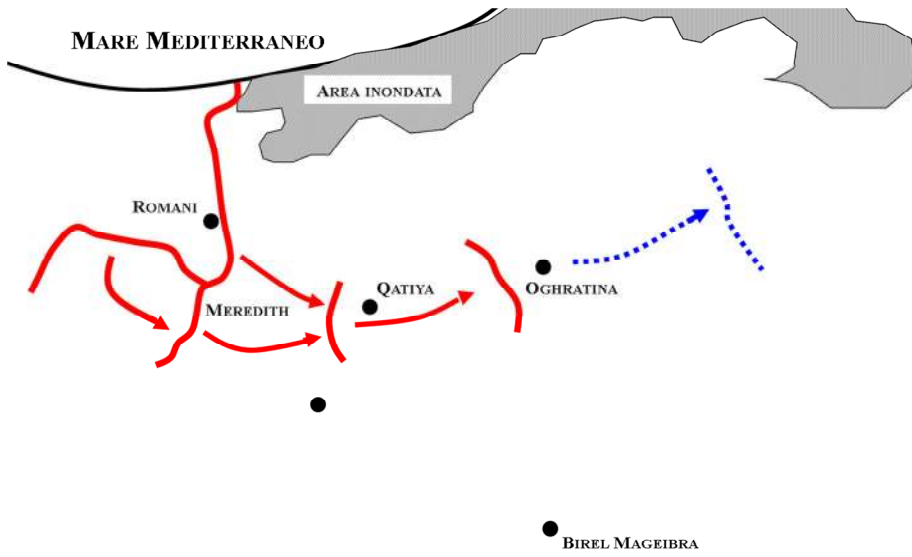 MARE MEDITERRANEO
AREA INONDATA
ROMANI
QATIYA
OGHRATINA
MEREDITH
BIREL MAGEIBRA